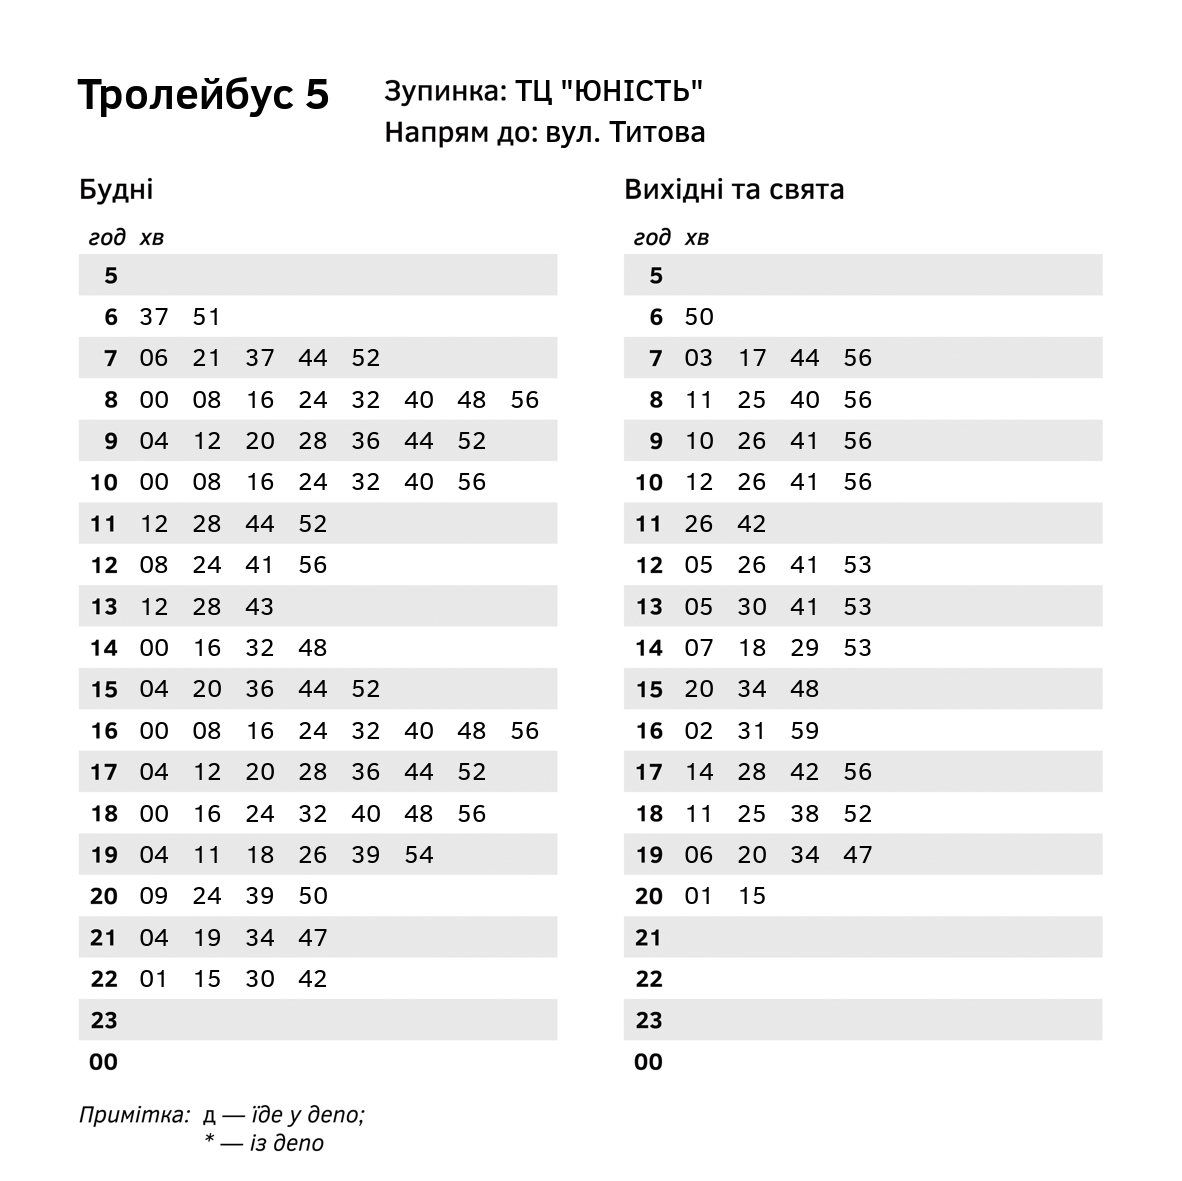 Тролейбус 5
Зупинка: ТЦ "ЮНІСТЬ"
Напрям до: вул. Титова
Будні
год хв
5
6 37 51
7 06 21 37 44 52
8 00 08 16 24 32 40 48 56
9 04 12 20 28 36 44 52
10 00 08 16 24 32 40 56
11 12 28 44 52
12 08 24 41 56
13 12 28 43
14 00 16 32 48
15 04 20 36 44 52
16 00 08 16 24 32 40 48 56
17 04 12 20 28 36 44 52
18 00 16 24 32 40 48 56
19 04 11 18 26 39 54
20 09 24 39 50
21 04 19 34 47
22 01 15 30 42
23
00
Вихідні та свята
год хв
5
6 50
7 03 17 44 56
8 11 25 40 56
9 10 26 41 56
10 12 26 41 56
11 26 42
12 05 26 41 53
13 05 30 41 53
14 07 18 29 53
15 20 34 48
16 02 31 59
17 14 28 42 56
18 11 25 38 52
19 06 20 34 47
20 01 15
21
22
23
00
Примітка: д — їде у депо;
* — із депо